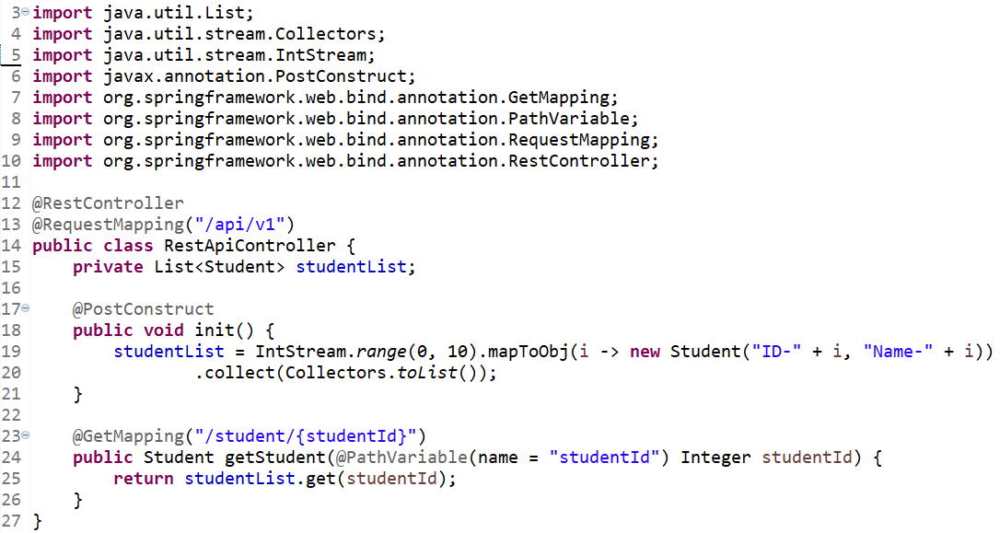 3 import java.util.List;
4 import java.util.stream.Collectors;
5 import java.util.stream.IntStream;
6 import javax.annotation.PostConstruct;
7 import org.springframework.web.bind.annotation.GetMapping;
8 import org.springframework.web.bind.annotation.PathVariable;
9 import org.springframework.web.bind.annotation.RequestMapping;
10 import org.springframework.web.bind.annotation.RestController;
11
12 @RestController
13 @RequestMapping("/api/v1")
14 public class RestApiController {
15     private List<Student> studentList;
16
17     @PostConstruct
18     public void init() {
19         studentList = IntStream.range(0, 10).mapToObj(i -> new Student("ID-" + i, "Name-" + i))
20                 .collect(Collectors.toList());
21     }
22
23     @GetMapping("/student/{studentId}")
24     public Student getStudent(@PathVariable(name = "studentId") Integer studentId) {
25         return studentList.get(studentId);
26     }
27 }